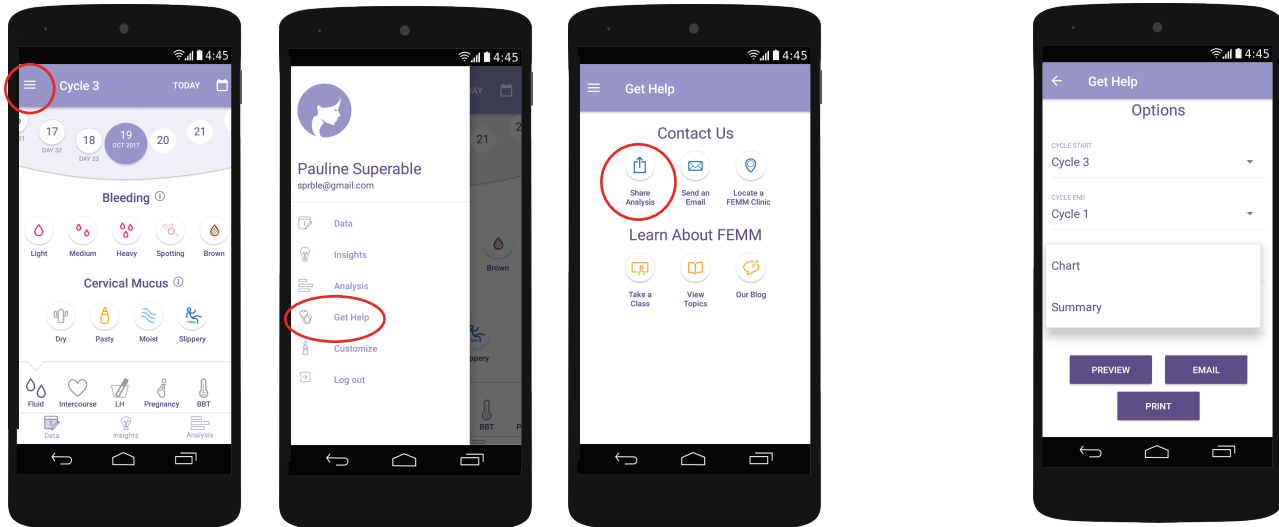 4:45
Cycle 3
TODAY
17
18
19
OCT 2017
20
21
DAY 32
DAY 33
Bleeding
Light
Medium
Heavy
Spotting
Brown
Cervical Mucus
Dry
Pasty
Moist
Slippery
Fluid
Intercourse
LH
Pregnancy
BBT
Data
Insights
Analysis
4:45
AY
21
2
Pauline Superable
sprble@gmail.com
Data
Insights
Analysis
Get Help
Customize
Log out
Brown
ppery
BBT
P
4:45
Get Help
Contact Us
Share
Analysis
Send an
Email
Locate a
FEMM Clinic
Learn About FEMM
Take a
Class
View
Topics
Our Blog
4:45
Get Help
Options
CYCLE START
Cycle 3
CYCLE END
Cycle 1
Chart
Summary
PREVIEW
EMAIL
PRINT